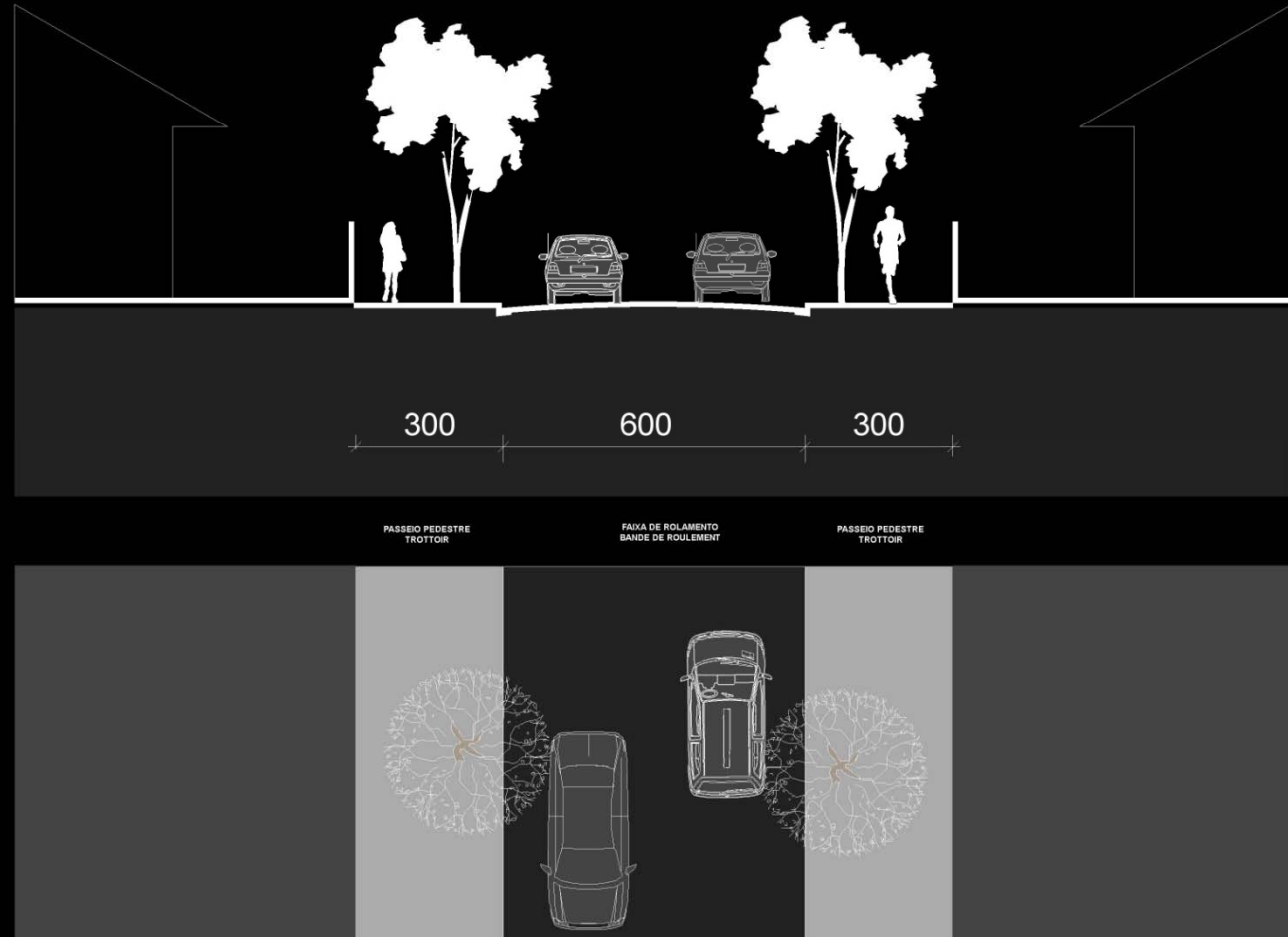 300 600 300
PASSEIO PEDESTRE
TROTTOIR
FAIXA DE ROLAMENTO
BANDE DE ROULEMENT
PASSEIO PEDESTRE
TROTTOIR